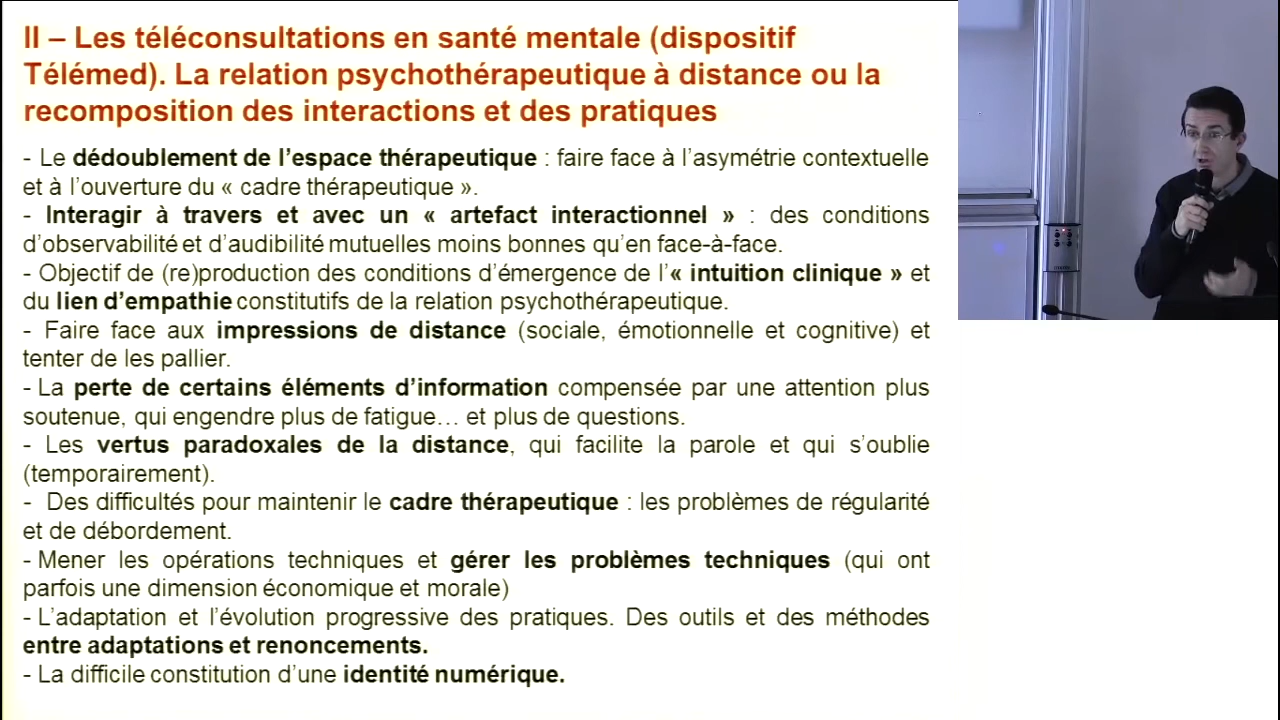 II – Les téléconsultations en santé mentale (dispositif
Télémed). La relation psychothérapeutique à distance ou la
recomposition des interactions et des pratiques
- Le dédoublement de l'espace thérapeutique : faire face à l'asymétrie contextuelle
et à l'ouverture du « cadre thérapeutique ».
- Interagir à travers et avec un « artefact interactionnel » : des conditions
d'observabilité et d'audibilité mutuelles moins bonnes qu'en face-à-face.
- Objectif de (re)production des conditions d'émergence de l'« intuition clinique » et
du lien d'empathie constitutifs de la relation psychothérapeutique.
- Faire face aux impressions de distance (sociale, émotionnelle et cognitive) et
tenter de les pallier.
- La perte de certains éléments d'information compensée par une attention plus
soutenue, qui engendre plus de fatigue… et plus de questions.
- Les vertus paradoxales de la distance, qui facilite la parole et qui s'oublie
(temporairement).
- Des difficultés pour maintenir le cadre thérapeutique : les problèmes de régularité
et de débordement.
- Mener les opérations techniques et gérer les problèmes techniques (qui ont
parfois une dimension économique et morale)
- L'adaptation et l'évolution progressive des pratiques. Des outils et des méthodes
entre adaptations et renoncements.
- La difficile constitution d'une identité numérique.